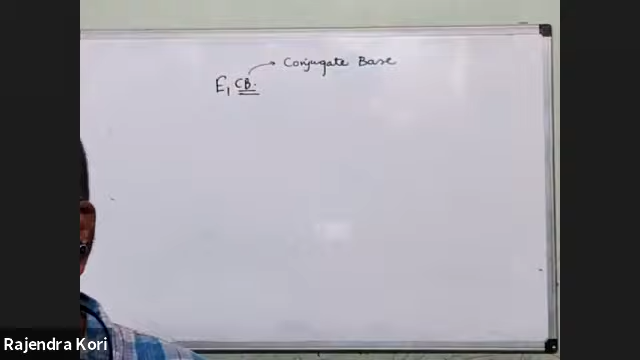 → Conjugate Base
E₁ CB.
Rajendra Kori